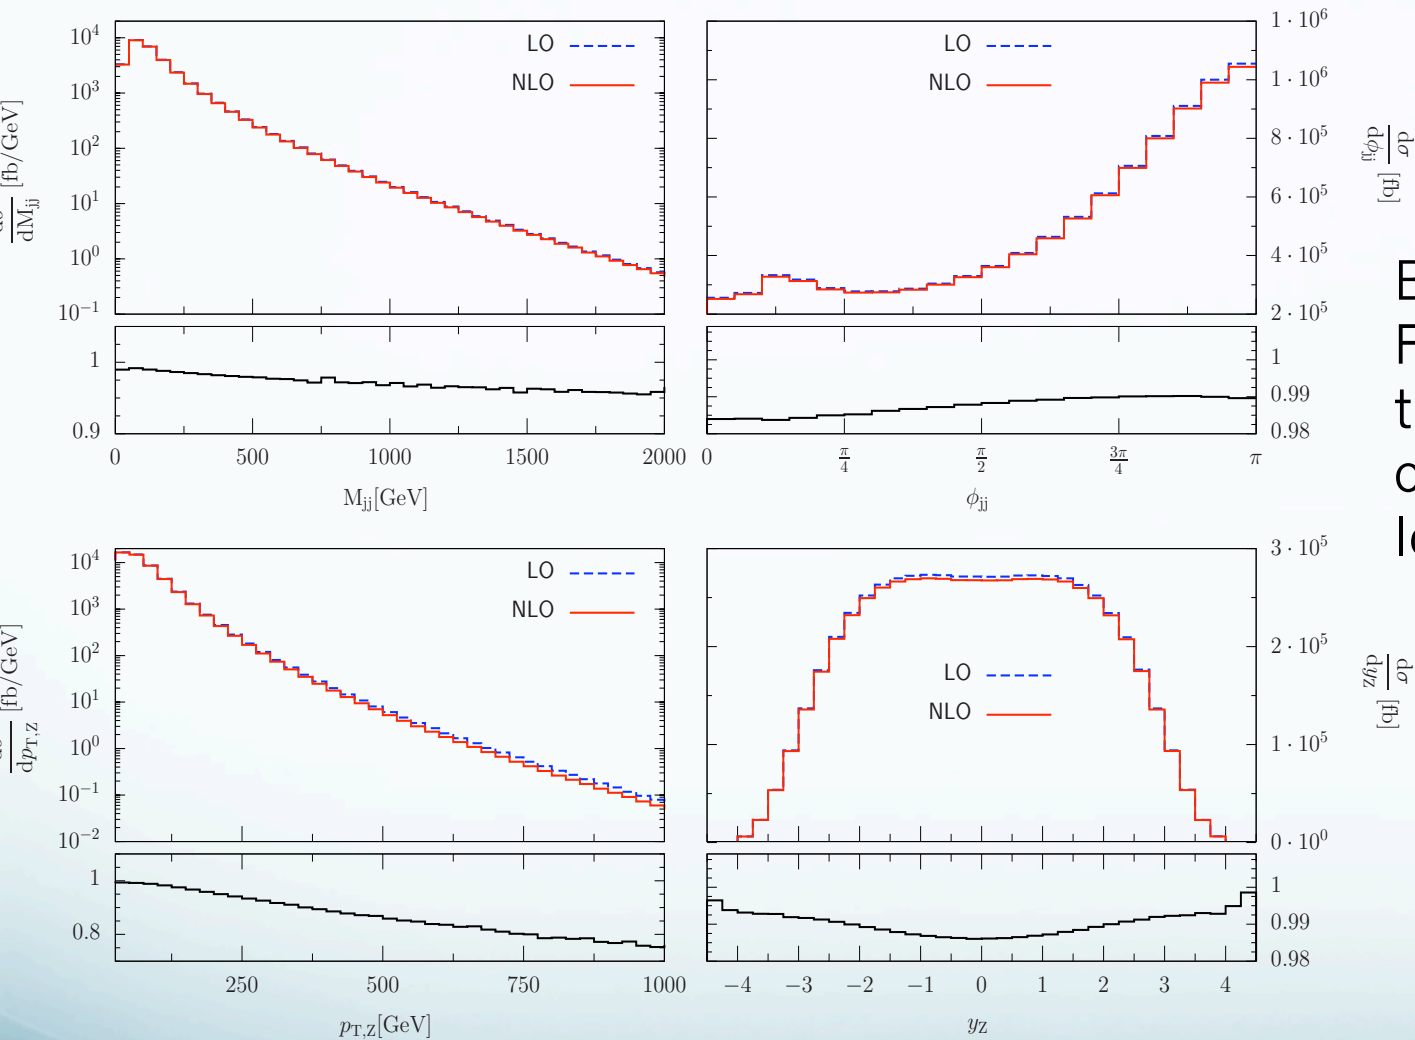 10^4
10^3
10^2
10^1
10^0
10^−1
[fb/GeV]
dM_jj
LO
NLO
1
0.9
0 500 1000 1500 2000
M_jj[GeV]
LO
NLO
1 · 10^6
1 · 10^6
8 · 10^5
6 · 10^5
4 · 10^5
2 · 10^5
dσ/dϕ_jj [fb]
1
0.99
0.98
0 π/4 π/2 3π/4 π
ϕ_jj
10^4
10^3
10^2
10^1
10^0
10^−1
10^−2
[fb/GeV]
dp_T,Z
LO
NLO
1
0.8
250 500 750 1000
p_T,Z[GeV]
LO
NLO
3 · 10^5
2 · 10^5
1 · 10^5
0 · 10^0
dσ/dy_Z [fb]
1
0.99
0.98
−4 −3 −2 −1 0 1 2 3 4
y_Z